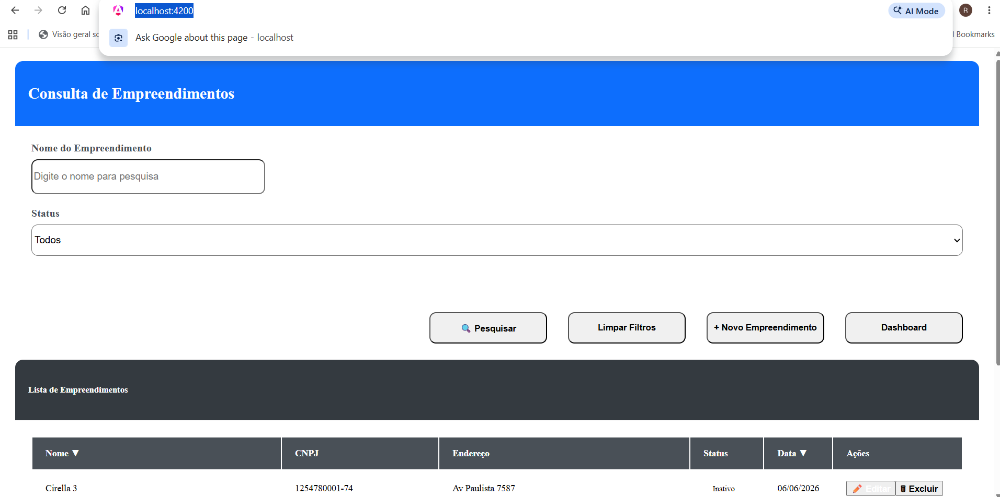 localhost:4200
AI Mode
R
Visão geral
Ask Google about this page - localhost
Bookmarks
Consulta de Empreendimentos
Nome do Empreendimento
Digite o nome para pesquisa
Status
Todos
Pesquisar
Limpar Filtros
+ Novo Empreendimento
Dashboard
Lista de Empreendimentos
Nome ▼ CNPJ Endereço Status Data ▼ Ações
Cirella 3 1254780001-74 Av Paulista 7587 Inativo 06/06/2026 Editar Excluir